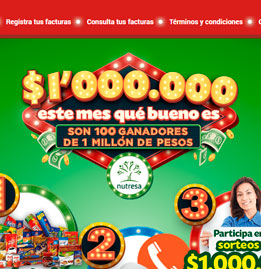 Registra tus facturas
Consulta tus facturas
Términos y condiciones
$1'000.000
este mes qué bueno es
SON 100 GANADORES
DE 1 MILLÓN DE PESOS
nutresa
1
2
3
Participa en
sorteos
$1.000